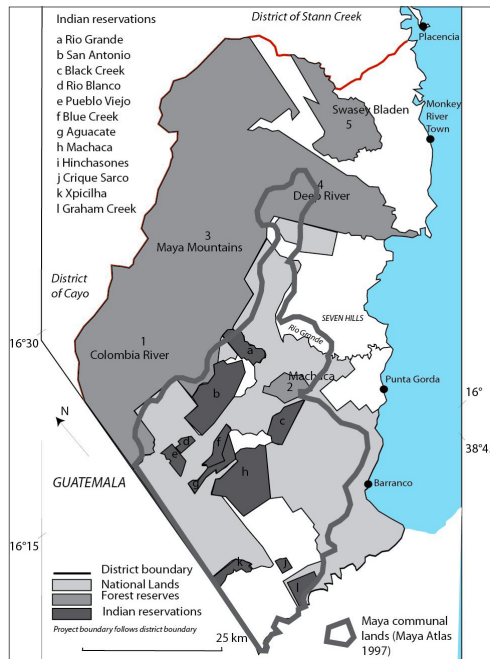 Indian reservations
a Rio Grande
b San Antonio
c Black Creek
d Rio Blanco
e Pueblo Viejo
f Blue Creek
g Aguacate
h Machaca
i Hinchasones
j Crique Sarco
k Xpicilha
l Graham Creek
District of Stann Creek
Placencia
Swasey Bladen
5
Monkey
River
Town
4
Deep River
3
Maya Mountains
District
of Cayo
SEVEN HILLS
Rio Grande
16°30
1
Colombia River
a
Machaca
2
Punta Gorda
16°
b
c
N
d
f
e
38°4
g
h
GUATEMALA
Barranco
16°15
k
j
l
District boundary
National Lands
Forest reserves
Indian reservations
Project boundary follows district boundary
25 km
Maya communal
lands (Maya Atlas
1997)